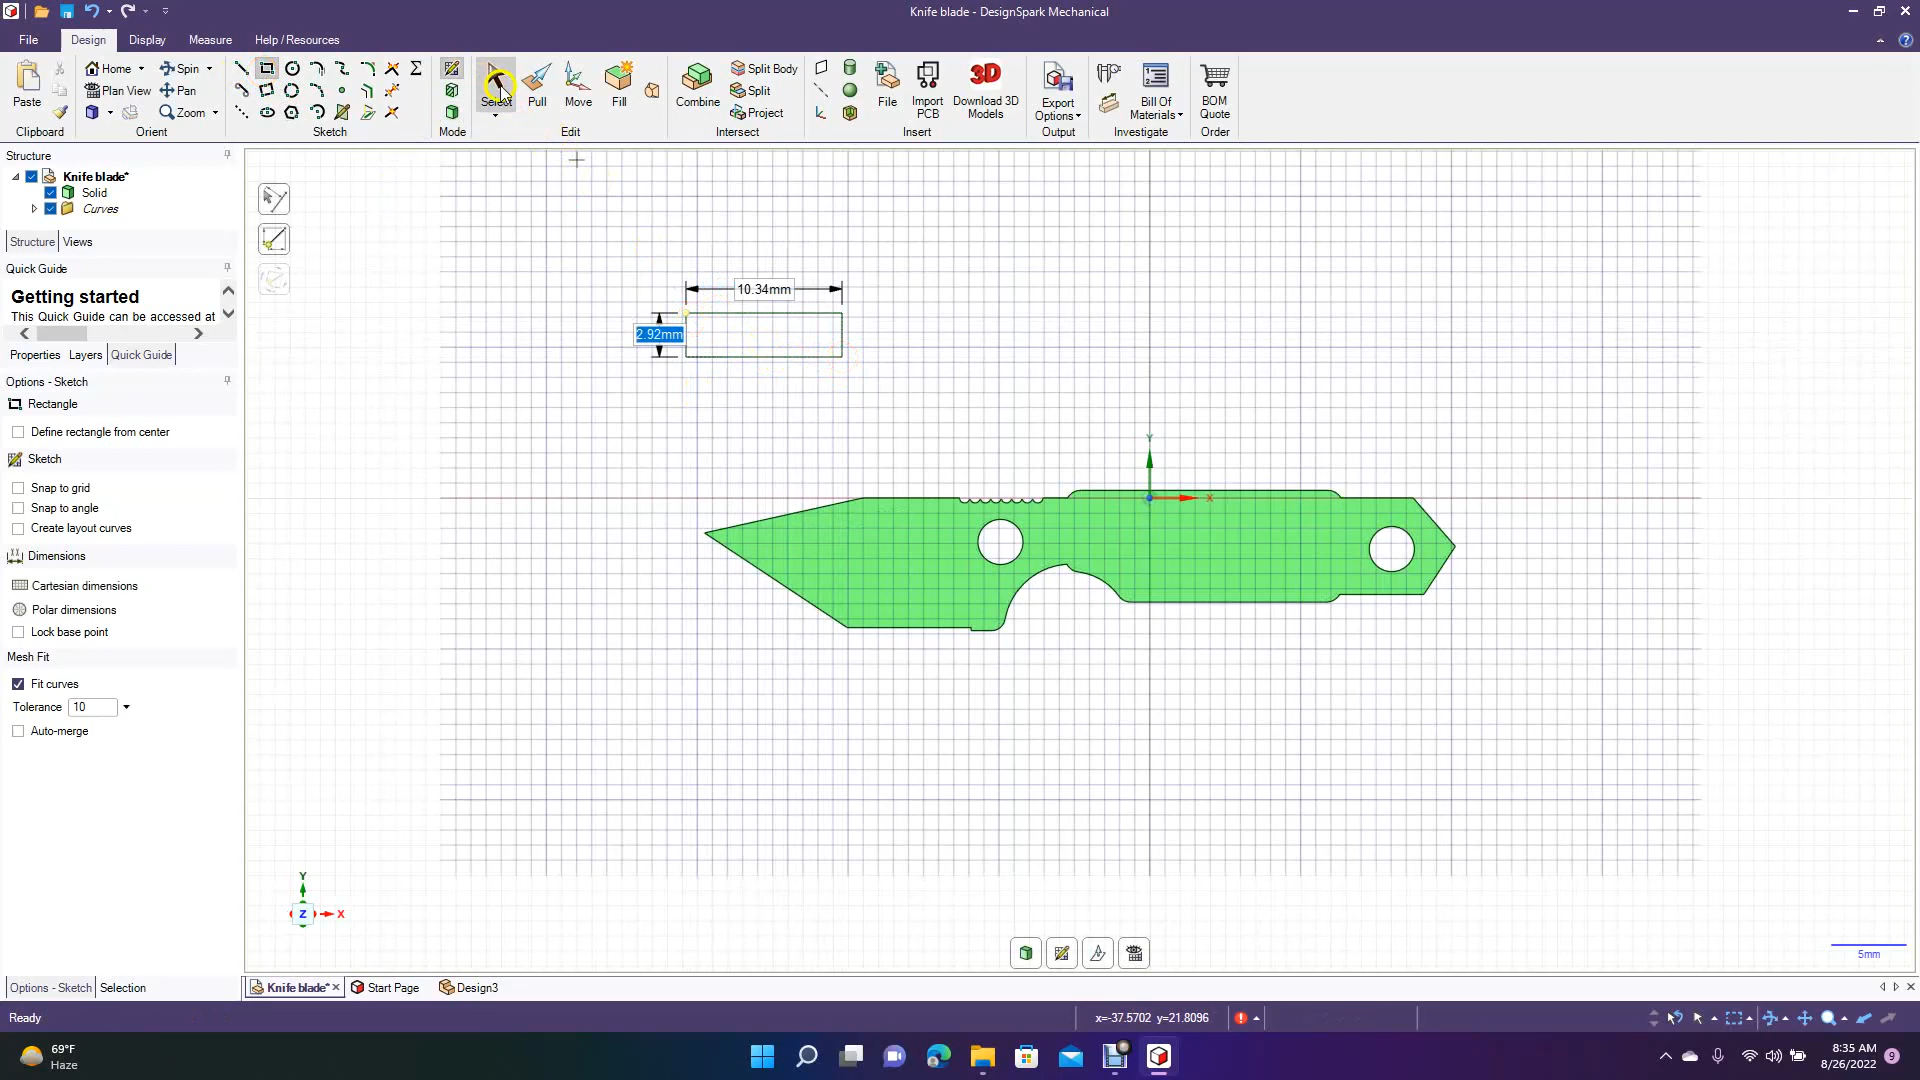 Knife blade - DesignSpark Mechanical
File
Design
Display
Measure
Help / Resources
Paste
Clipboard
Home
Spin
Plan View
Pan
Zoom
Orient
Sketch
Mode
Select
Pull
Move
Fill
Edit
Combine
Split Body
Split
Project
Intersect
File
Import PCB
Download 3D Models
3D
Insert
Export Options
Output
Bill Of Materials
Investigate
BOM Quote
Order
Structure
Knife blade*
Solid
Curves
Structure
Views
Quick Guide
Getting started
This Quick Guide can be accessed at
Properties
Layers
Quick Guide
Options - Sketch
Rectangle
Define rectangle from center
Sketch
Snap to grid
Snap to angle
Create layout curves
Dimensions
Cartesian dimensions
Polar dimensions
Lock base point
Mesh Fit
Fit curves
Tolerance 10
Auto-merge
10.34mm
2.92mm
Y
X
Y
Z
X
5mm
Options - Sketch
Selection
Knife blade*
Start Page
Design3
Ready
x=-37.5702 y=21.8096
69°F
Haze
8:35 AM
8/26/2022
9